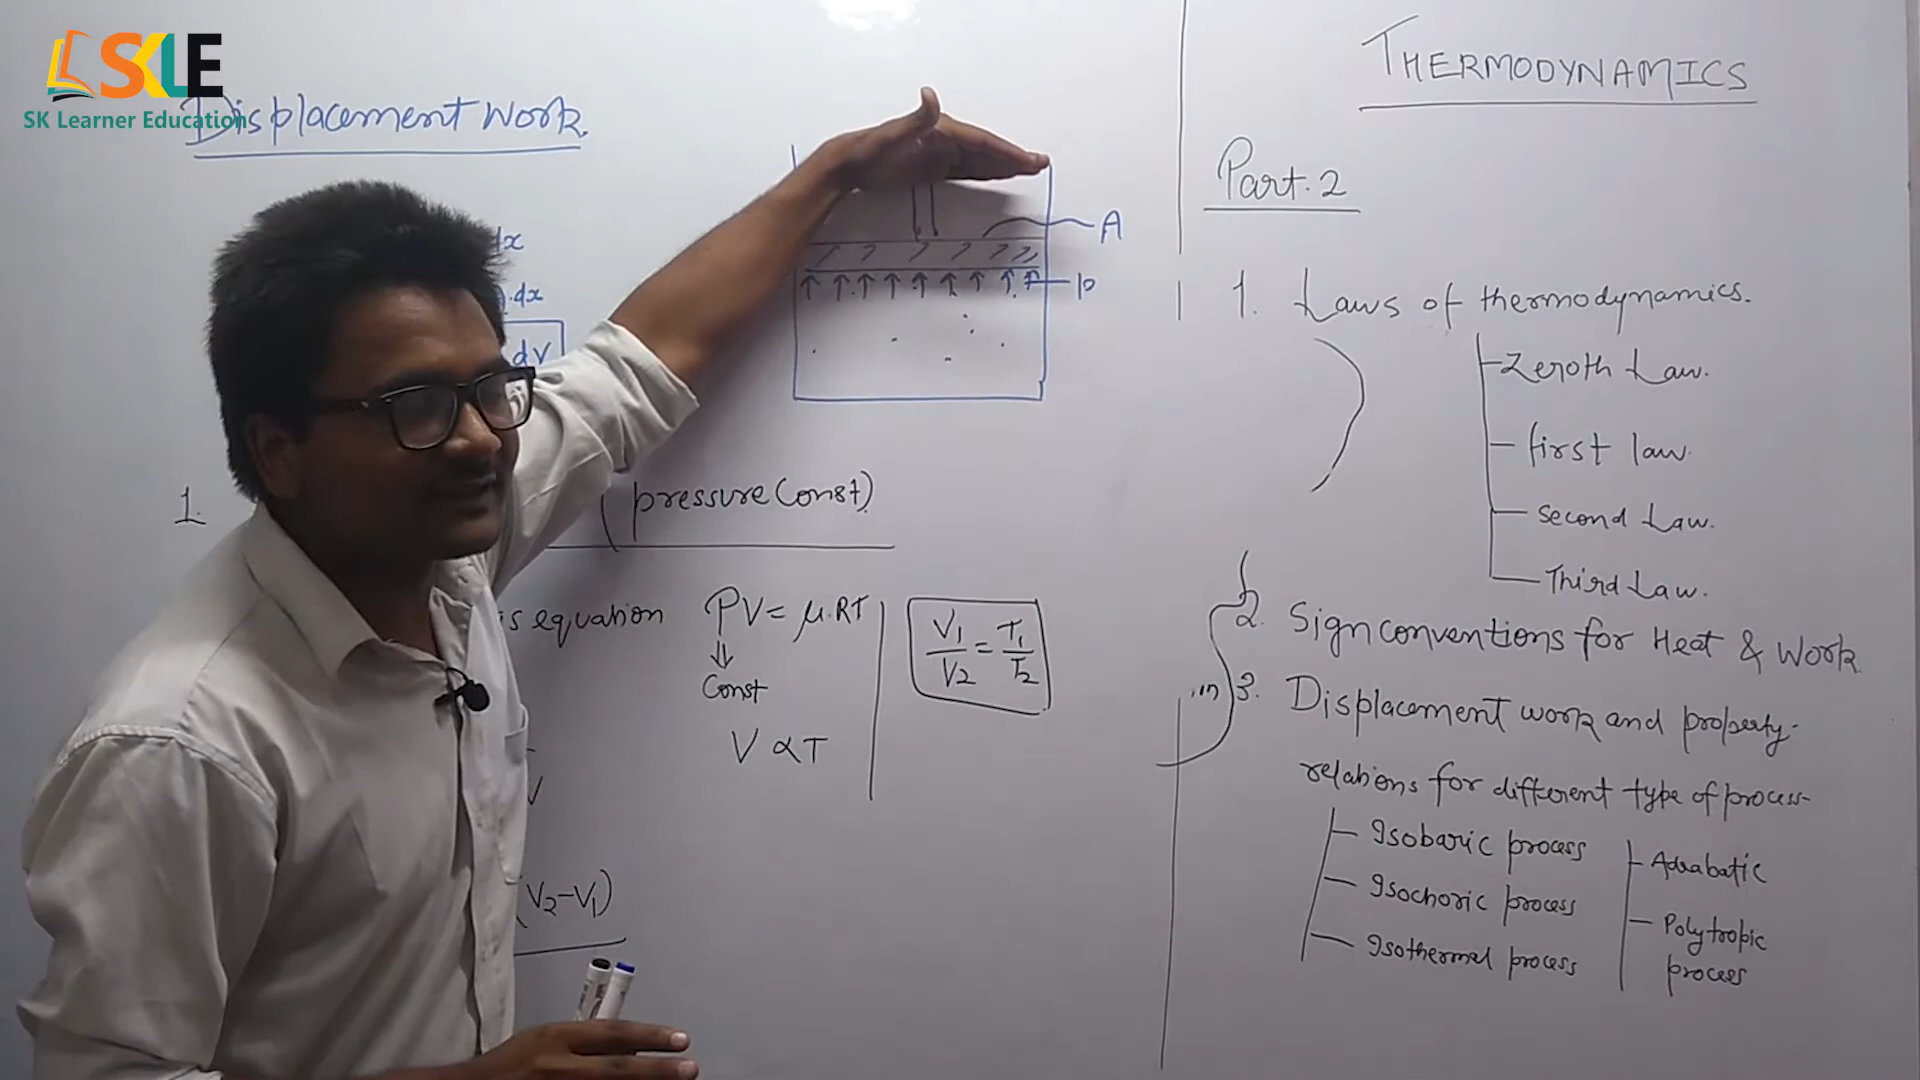 SKLE
SK Learner Education
Displacement Work.
dx
.dx
dV
A
p
1.
(pressure Const)
is equation
PV = μ.RT
⇓
Const
V ∝ T
V1/V2 = T1/T2
V
(V2-V1)
THERMODYNAMICS
Part.2
1. Laws of thermodynamics.
Zeroth Law.
first law.
Second Law.
Third Law.
2. Sign conventions for Heat & Work
3. Displacement work and property-
relations for different type of process-
Isobaric process
Isochoric process
Isothermal process
Adiabatic
Polytropic
process